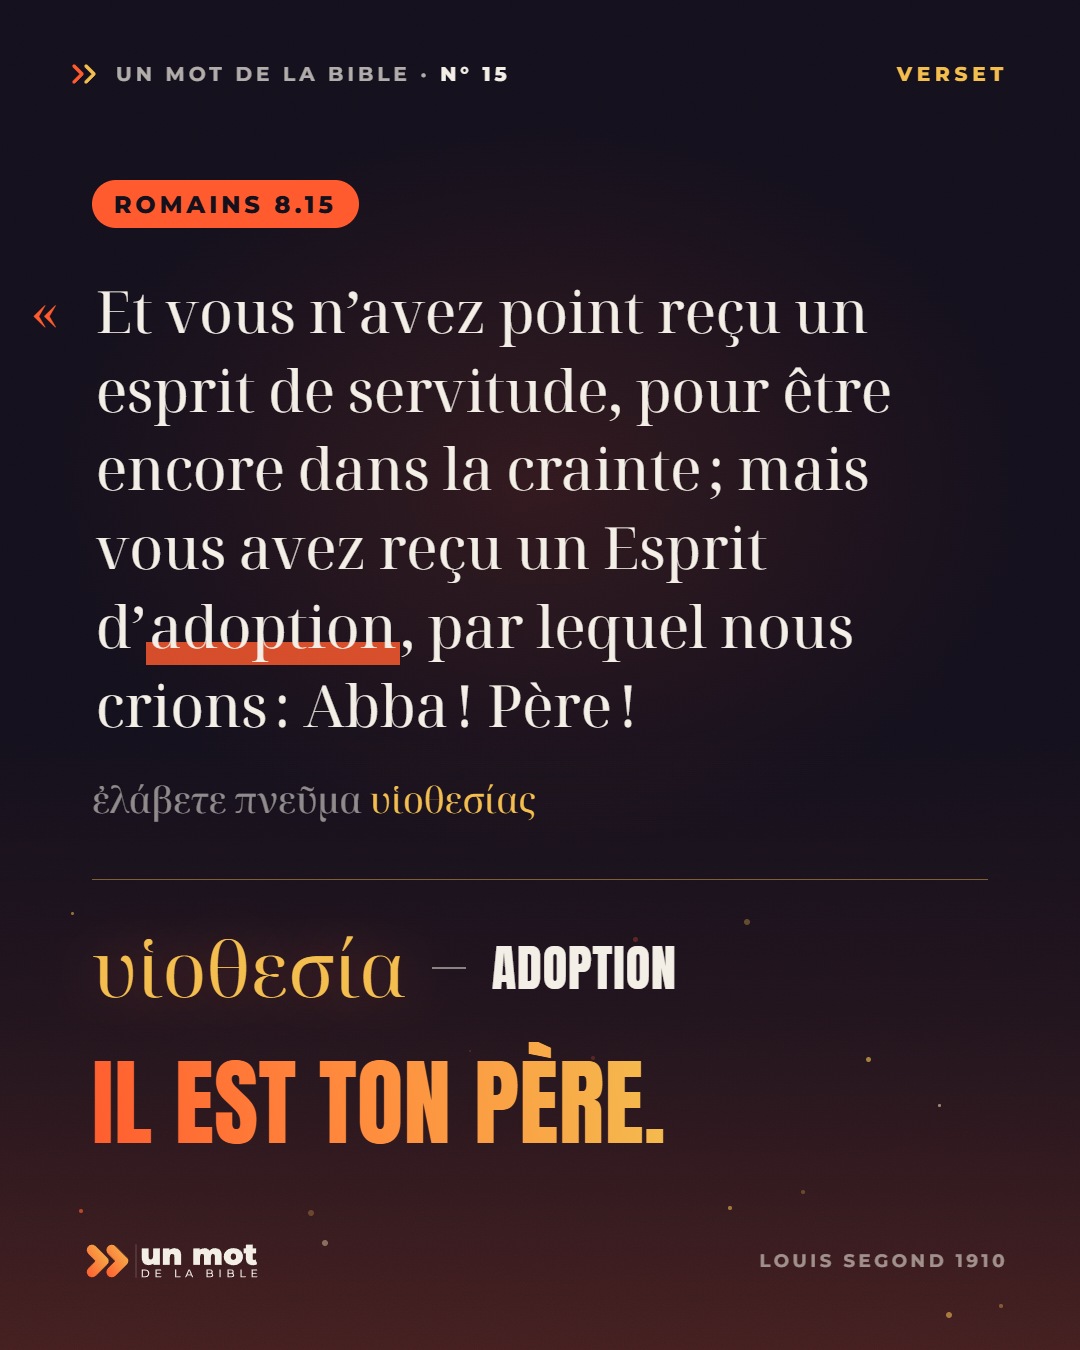 UN MOT DE LA BIBLE · N° 15
VERSET
ROMAINS 8.15
« Et vous n’avez point reçu un
esprit de servitude, pour être
encore dans la crainte ; mais
vous avez reçu un Esprit
d’adoption, par lequel nous
crions : Abba ! Père !
ἐλάβετε πνεῦμα υἱοθεσίας
υἱοθεσία — ADOPTION
IL EST TON PÈRE.
un mot
DE LA BIBLE
LOUIS SEGOND 1910